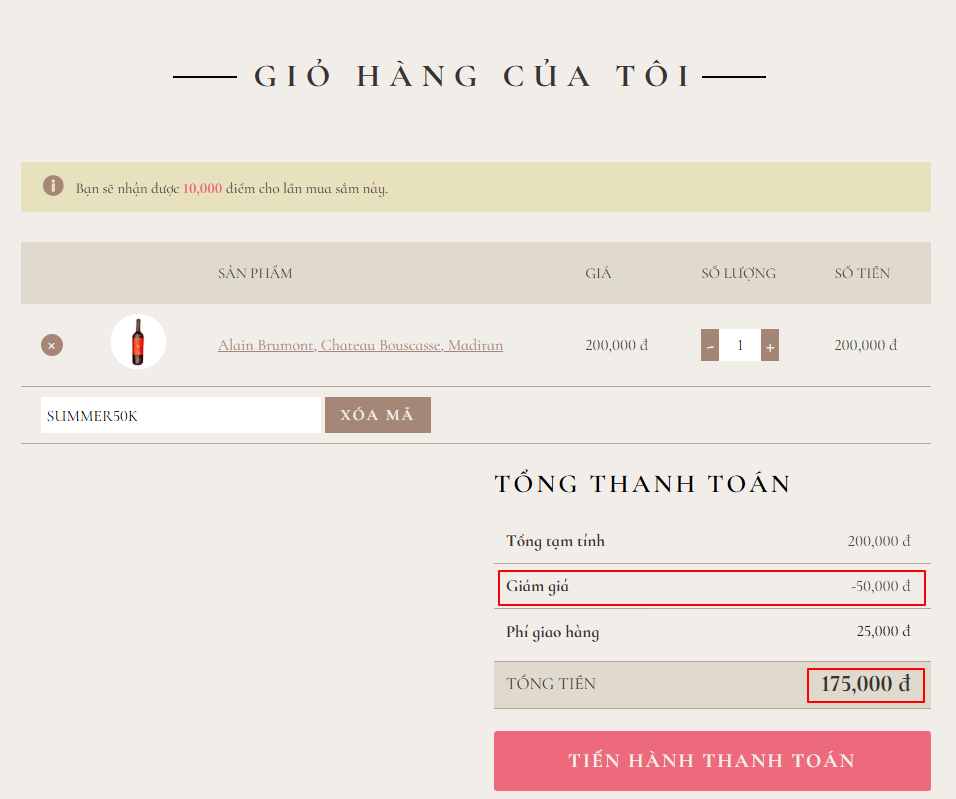 GIỎ HÀNG CỦA TÔI
Bạn sẽ nhận được 10,000 điểm cho lần mua sắm này.
SẢN PHẨM GIÁ SỐ LƯỢNG SỐ TIỀN
× Alain Brumont, Chateau Bouscasse, Madiran 200,000 đ - 1 + 200,000 đ
SUMMER50K XÓA MÃ
TỔNG THANH TOÁN
Tổng tạm tính 200,000 đ
Giảm giá -50,000 đ
Phí giao hàng 25,000 đ
TỔNG TIỀN 175,000 đ
TIẾN HÀNH THANH TOÁN